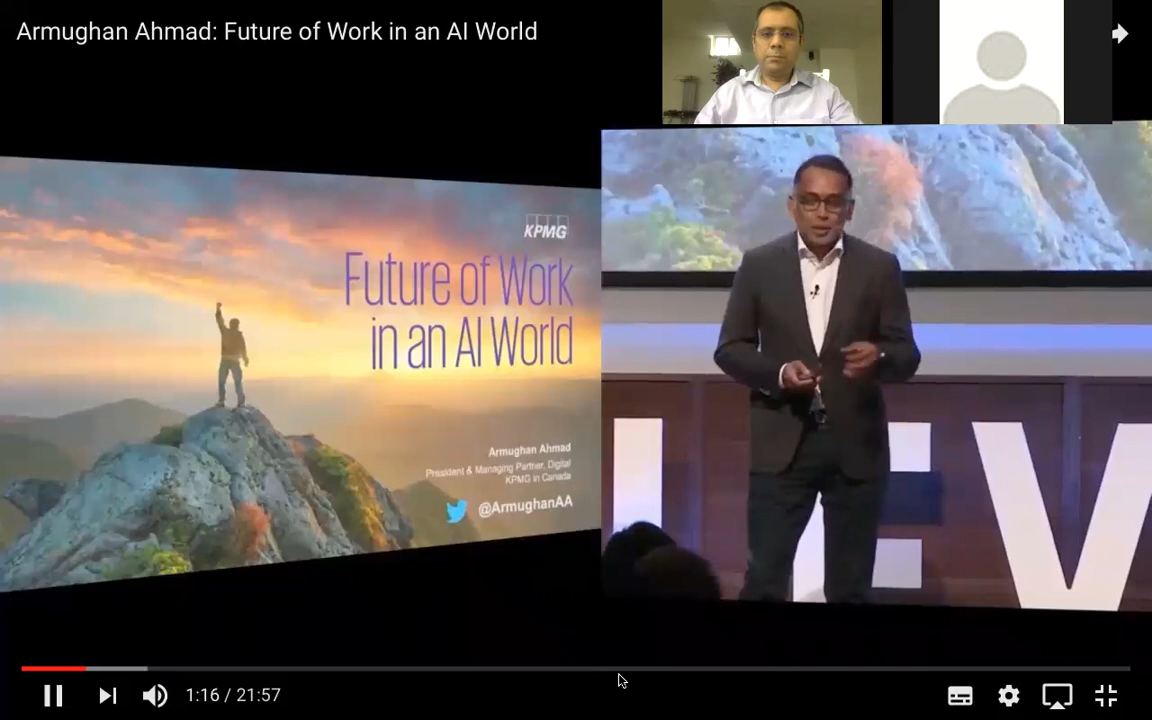 Armughan Ahmad: Future of Work in an AI World
KPMG
Future of Work
in an AI World
Armughan Ahmad
President & Managing Partner, Digital
KPMG in Canada
@ArmughanAA
EV
1:16 / 21:57